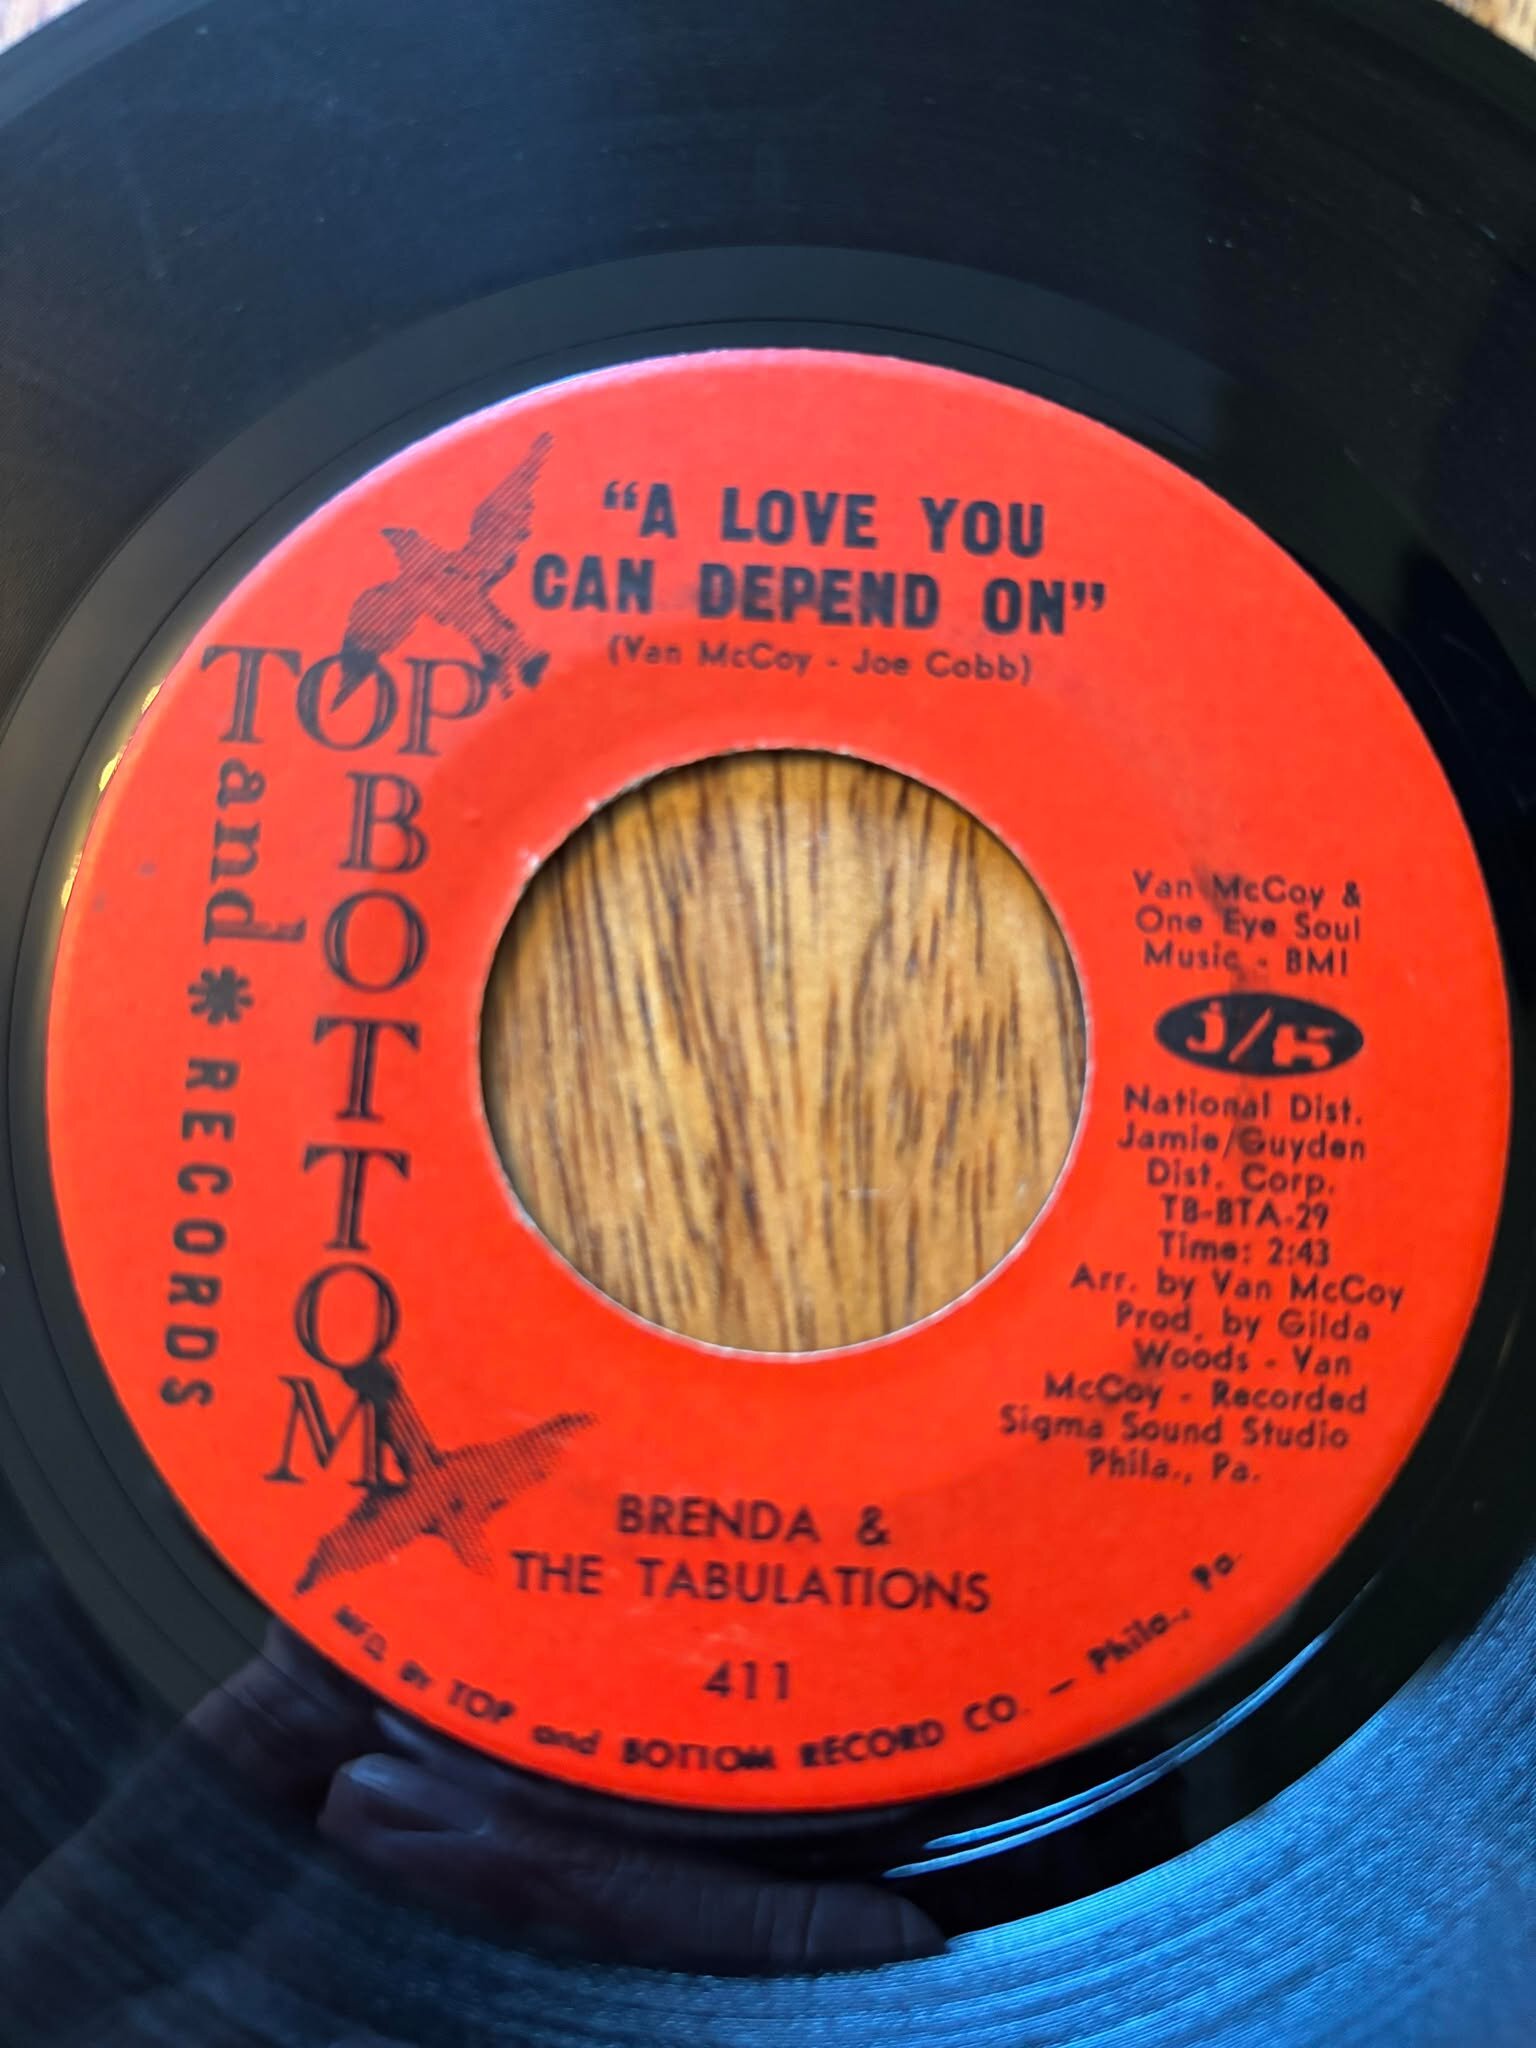 “A LOVE YOU
CAN DEPEND ON”
(Van McCoy - Joe Cobb)
TOP
and
BOTTOM
RECORDS
Van McCoy &
One Eye Soul
Music - BMI
j/g
National Dist.
Jamie/Guyden
Dist. Corp.
TB-BTA-29
Time: 2:43
Arr. by Van McCoy
Prod. by Gilda
Woods - Van
McCoy - Recorded
Sigma Sound Studio
Phila., Pa.
BRENDA &
THE TABULATIONS
411
MFD. BY TOP and BOTTOM RECORD CO. — Phila., Pa.